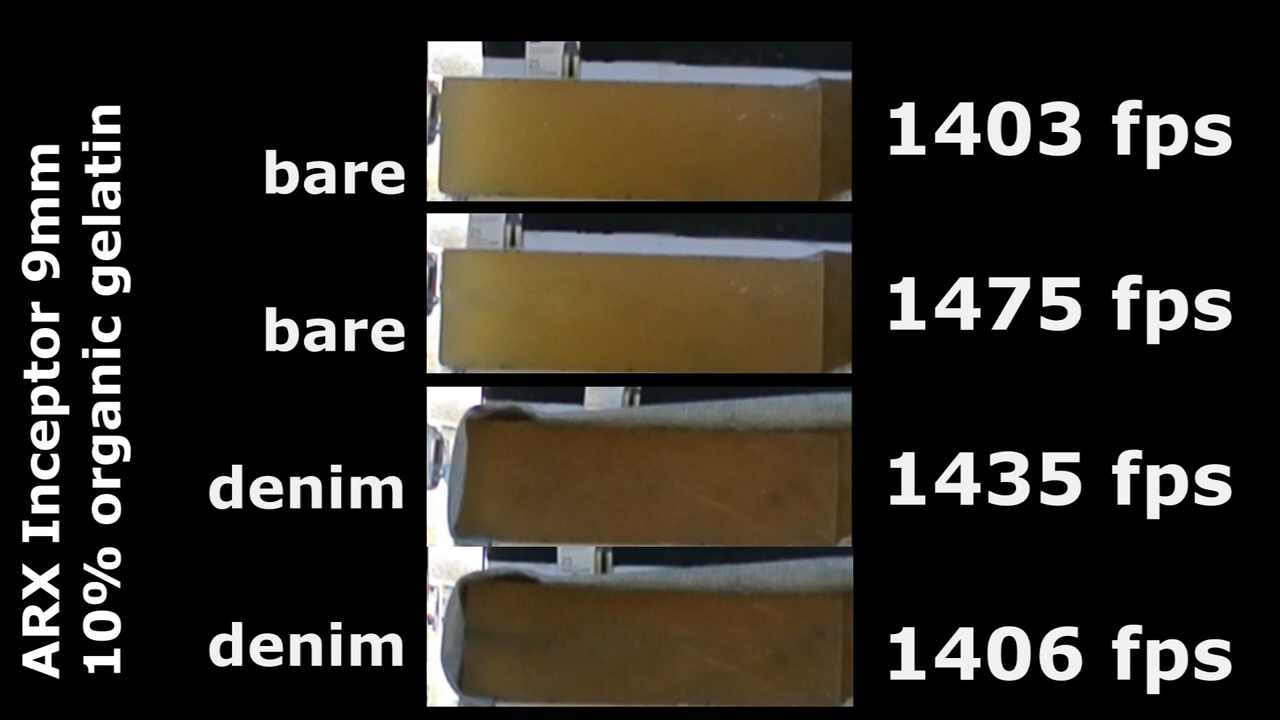 ARX Inceptor 9mm
10% organic gelatin
bare
1403 fps
bare
1475 fps
denim
1435 fps
denim
1406 fps